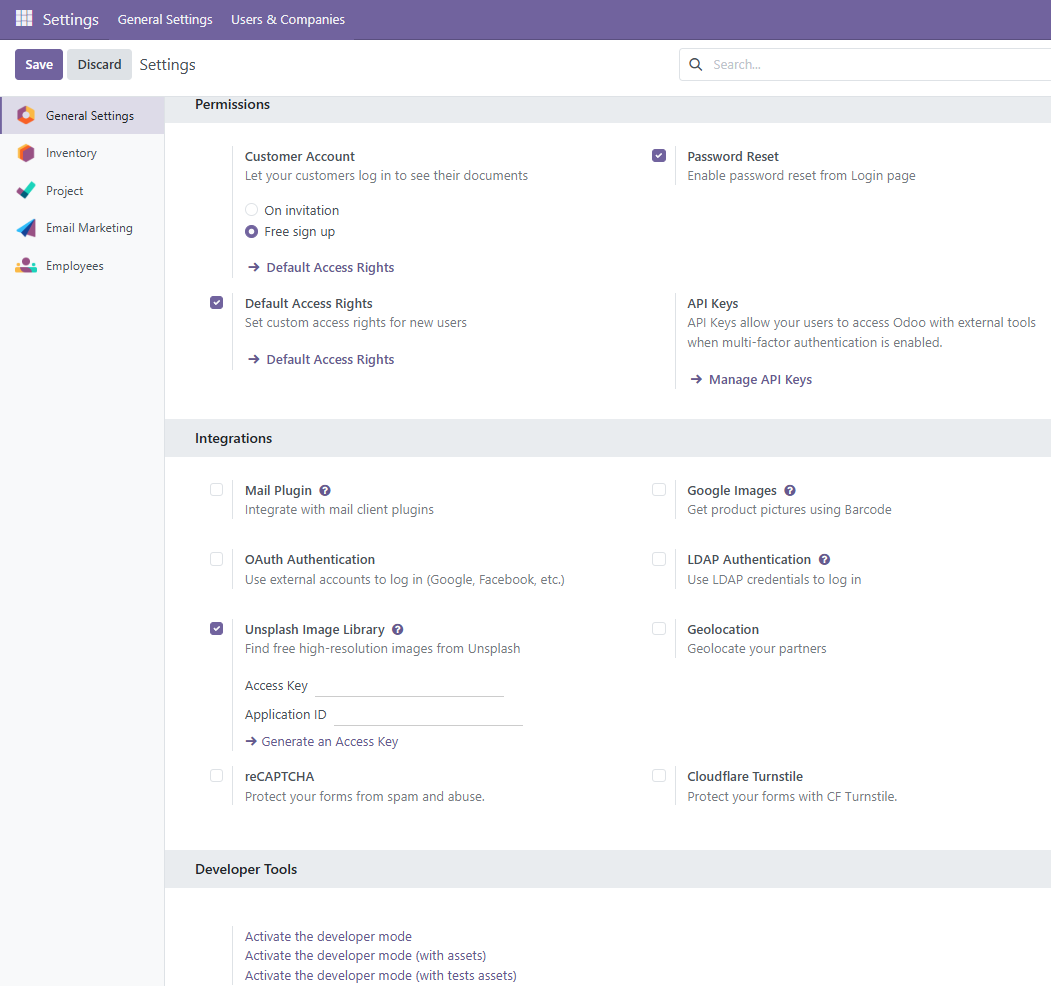 Settings
General Settings
Users & Companies
Save
Discard
Settings
Search...
General Settings
Inventory
Project
Email Marketing
Employees
Permissions
Customer Account
Let your customers log in to see their documents
On invitation
Free sign up
Default Access Rights
Password Reset
Enable password reset from Login page
Default Access Rights
Set custom access rights for new users
Default Access Rights
API Keys
API Keys allow your users to access Odoo with external tools
when multi-factor authentication is enabled.
Manage API Keys
Integrations
Mail Plugin ?
Integrate with mail client plugins
Google Images ?
Get product pictures using Barcode
OAuth Authentication
Use external accounts to log in (Google, Facebook, etc.)
LDAP Authentication ?
Use LDAP credentials to log in
Unsplash Image Library ?
Find free high-resolution images from Unsplash
Access Key
Application ID
Generate an Access Key
Geolocation
Geolocate your partners
reCAPTCHA
Protect your forms from spam and abuse.
Cloudflare Turnstile
Protect your forms with CF Turnstile.
Developer Tools
Activate the developer mode
Activate the developer mode (with assets)
Activate the developer mode (with tests assets)